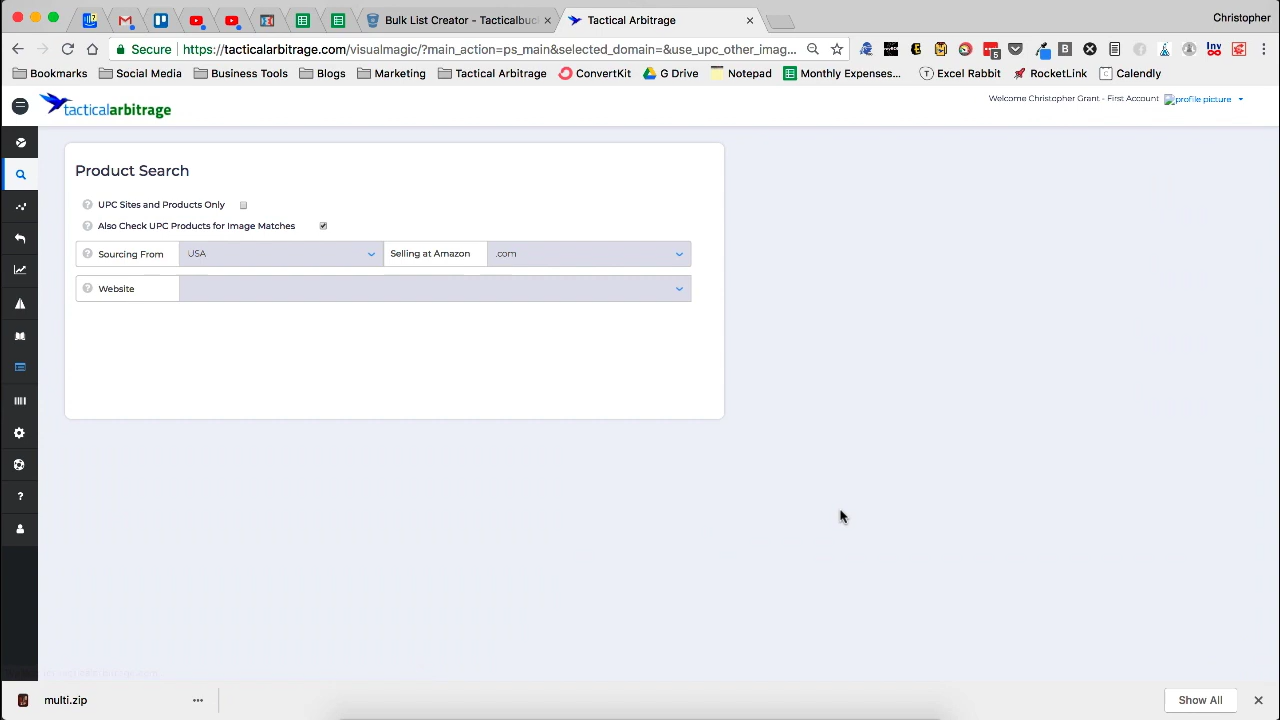 Bulk List Creator - Tacticalbuc
Tactical Arbitrage
Christopher
Secure
https://tacticalarbitrage.com/visualmagic/?main_action=ps_main&selected_domain=&use_upc_other_imag...
5
Inv
Bookmarks
Social Media
Business Tools
Blogs
Marketing
Tactical Arbitrage
ConvertKit
G Drive
Notepad
Monthly Expenses...
Excel Rabbit
RocketLink
Calendly
tacticalarbitrage
Welcome Christopher Grant - First Account
profile picture
Product Search
UPC Sites and Products Only
Also Check UPC Products for Image Matches
Sourcing From
USA
Selling at Amazon
.com
Website
multi.zip
Show All